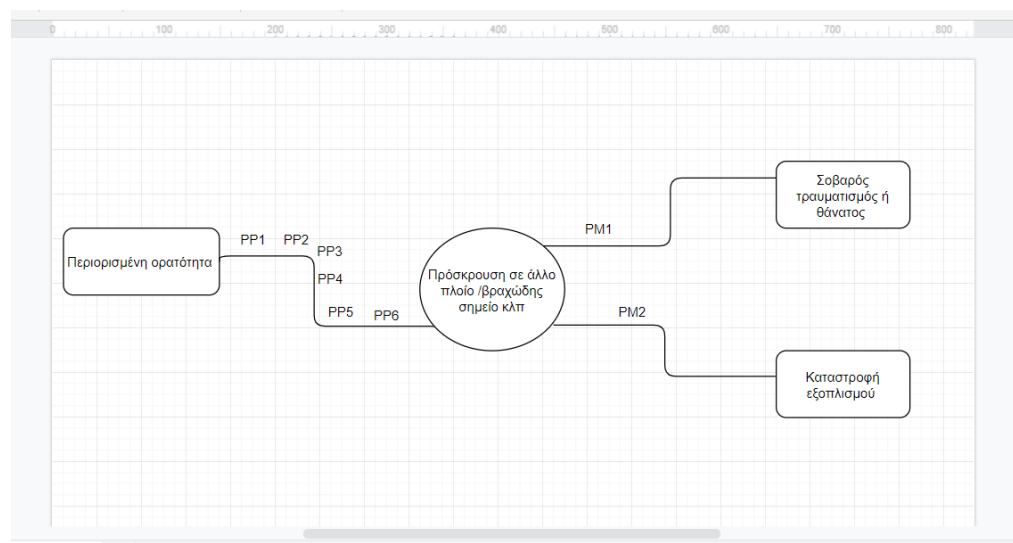 0 100 200 300 400 500 600 700 800
Σοβαρός
τραυματισμός ή
θάνατος
PM1
PP1 PP2
PP3
Περιορισμένη ορατότητα
PP4
Πρόσκρουση σε άλλο
πλοίο /βραχώδης
σημείο κλπ
PP5 PP6
PM2
Καταστροφή
εξοπλισμού